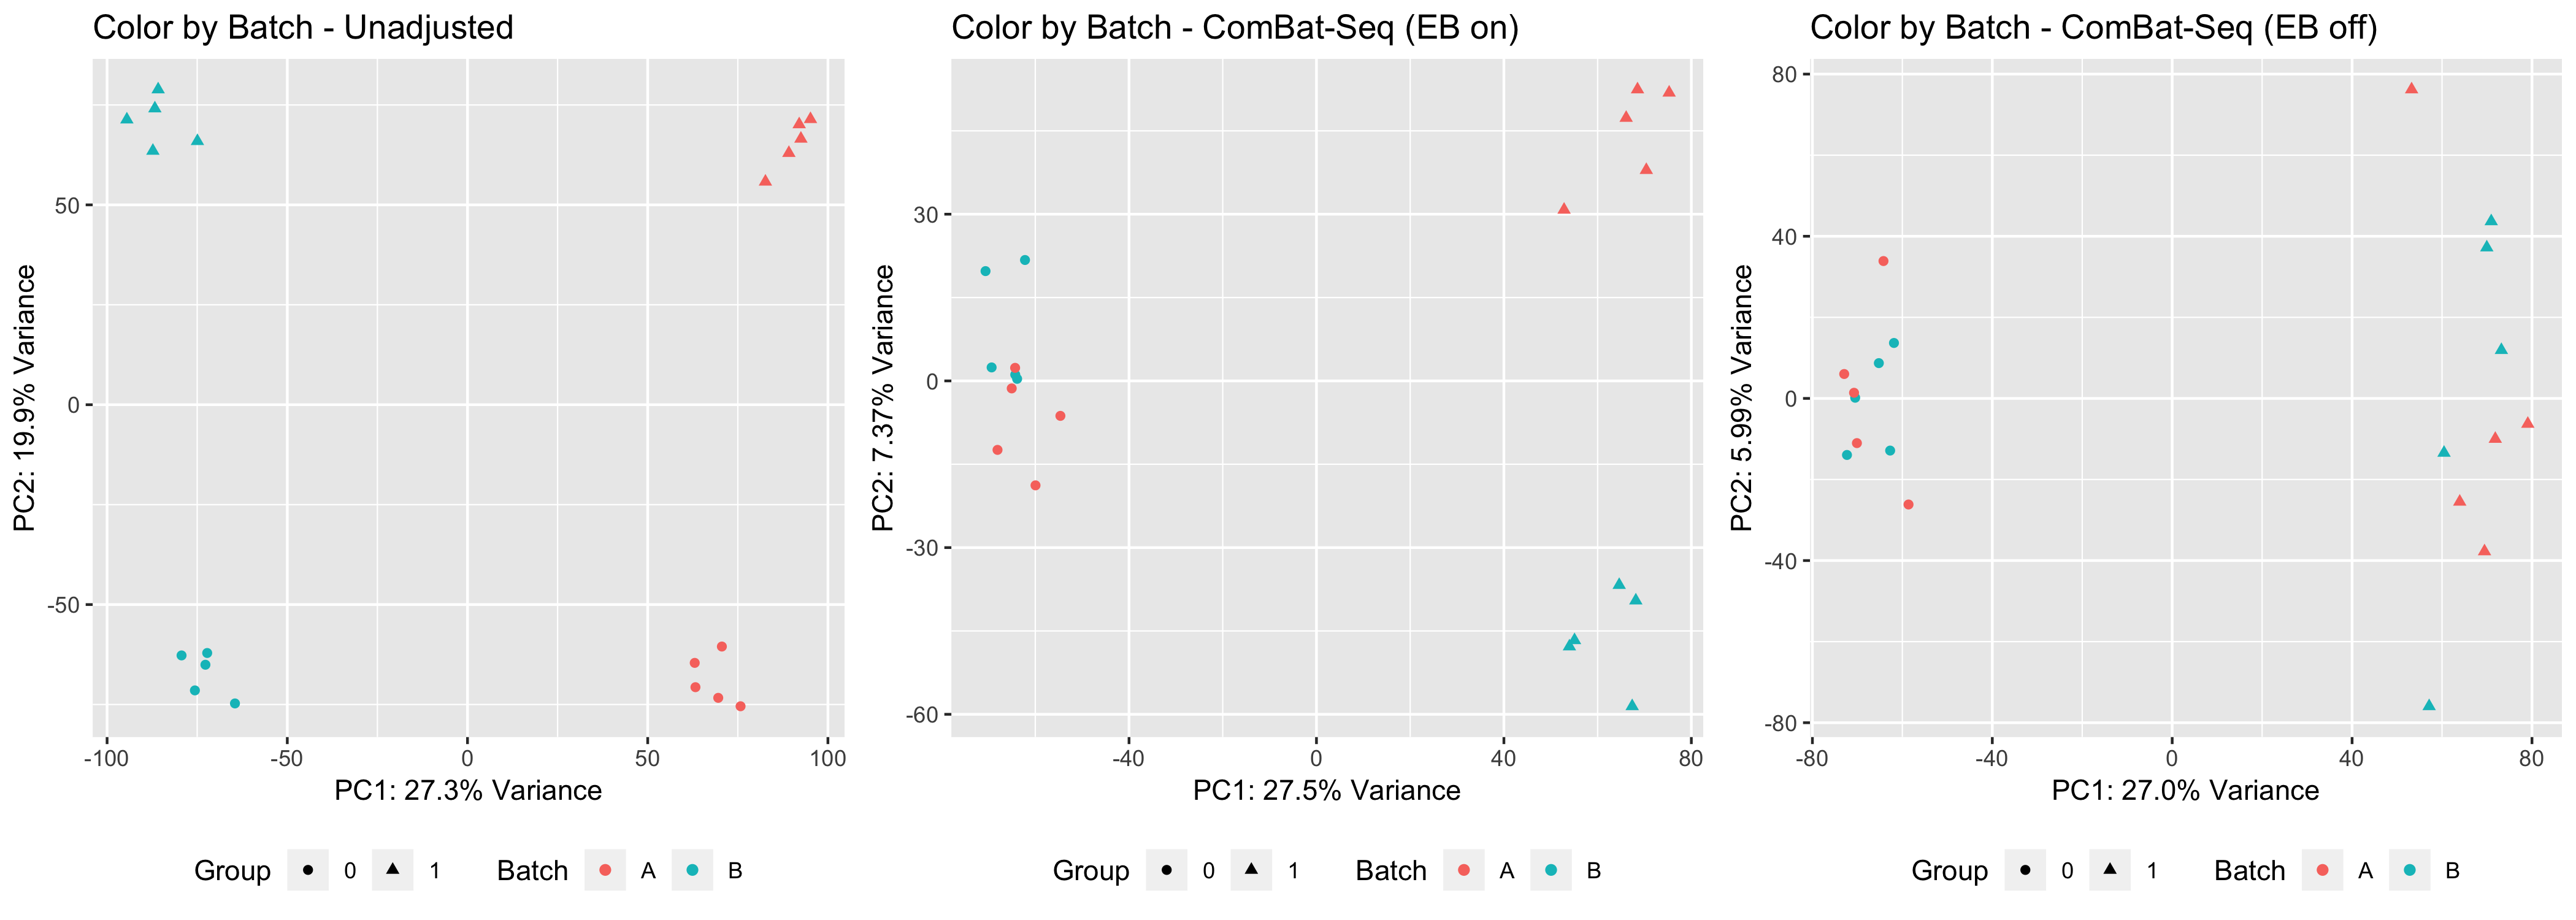 Color by Batch - Unadjusted
50
0
-50
-100
-50
0
50
100
PC2: 19.9% Variance
PC1: 27.3% Variance
Group 0 1 Batch A B
Color by Batch - ComBat-Seq (EB on)
30
0
-30
-60
-40
0
40
80
PC2: 7.37% Variance
PC1: 27.5% Variance
Group 0 1 Batch A B
Color by Batch - ComBat-Seq (EB off)
80
40
0
-40
-80
-80
-40
0
40
80
PC2: 5.99% Variance
PC1: 27.0% Variance
Group 0 1 Batch A B